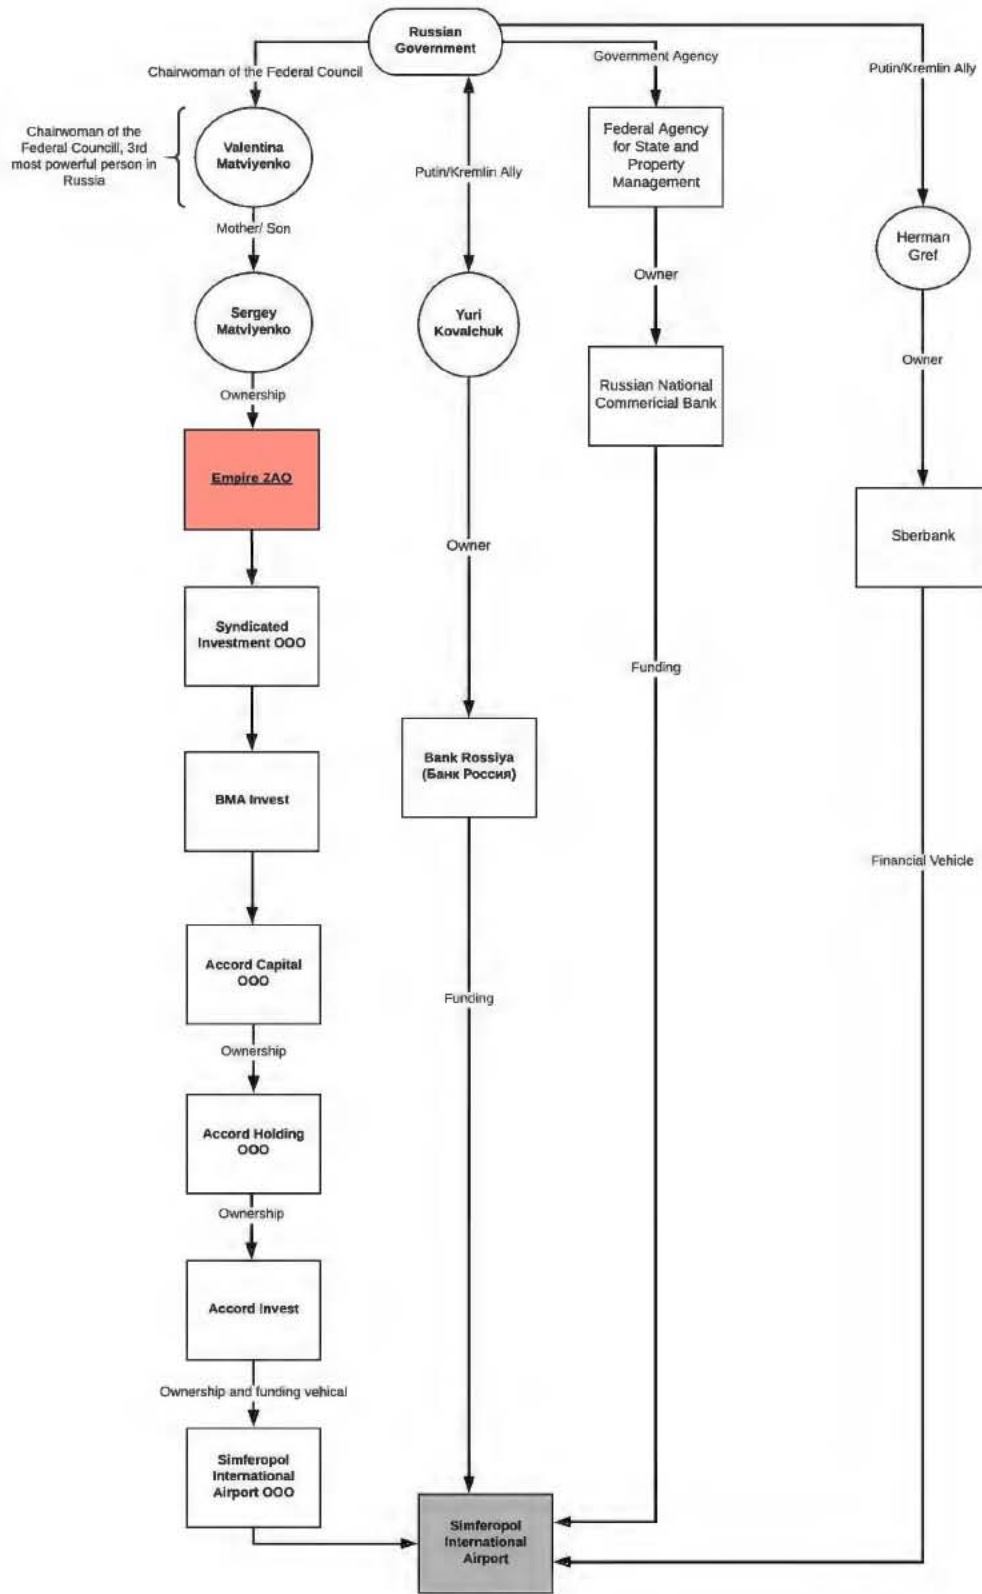 Russian
Government
Chairwoman of the Federal Council
Government Agency
Putin/Kremlin Ally
Chairwoman of the
Federal Councill, 3rd
most powerful person in
Russia
Valentina
Matviyenko
Putin/Kremlin Ally
Federal Agency
for State and
Property
Management
Mother/ Son
Herman
Gref
Owner
Sergey
Matviyenko
Yuri
Kovalchuk
Owner
Ownership
Russian National
Commericial Bank
Empire ZAO
Sberbank
Owner
Syndicated
Investment OOO
Funding
Bank Rossiya
(Банк Россия)
BMA Invest
Financial Vehicle
Accord Capital
OOO
Funding
Ownership
Accord Holding
OOO
Ownership
Accord Invest
Ownership and funding vehical
Simferopol
International
Airport OOO
Simferopol
International
Airport